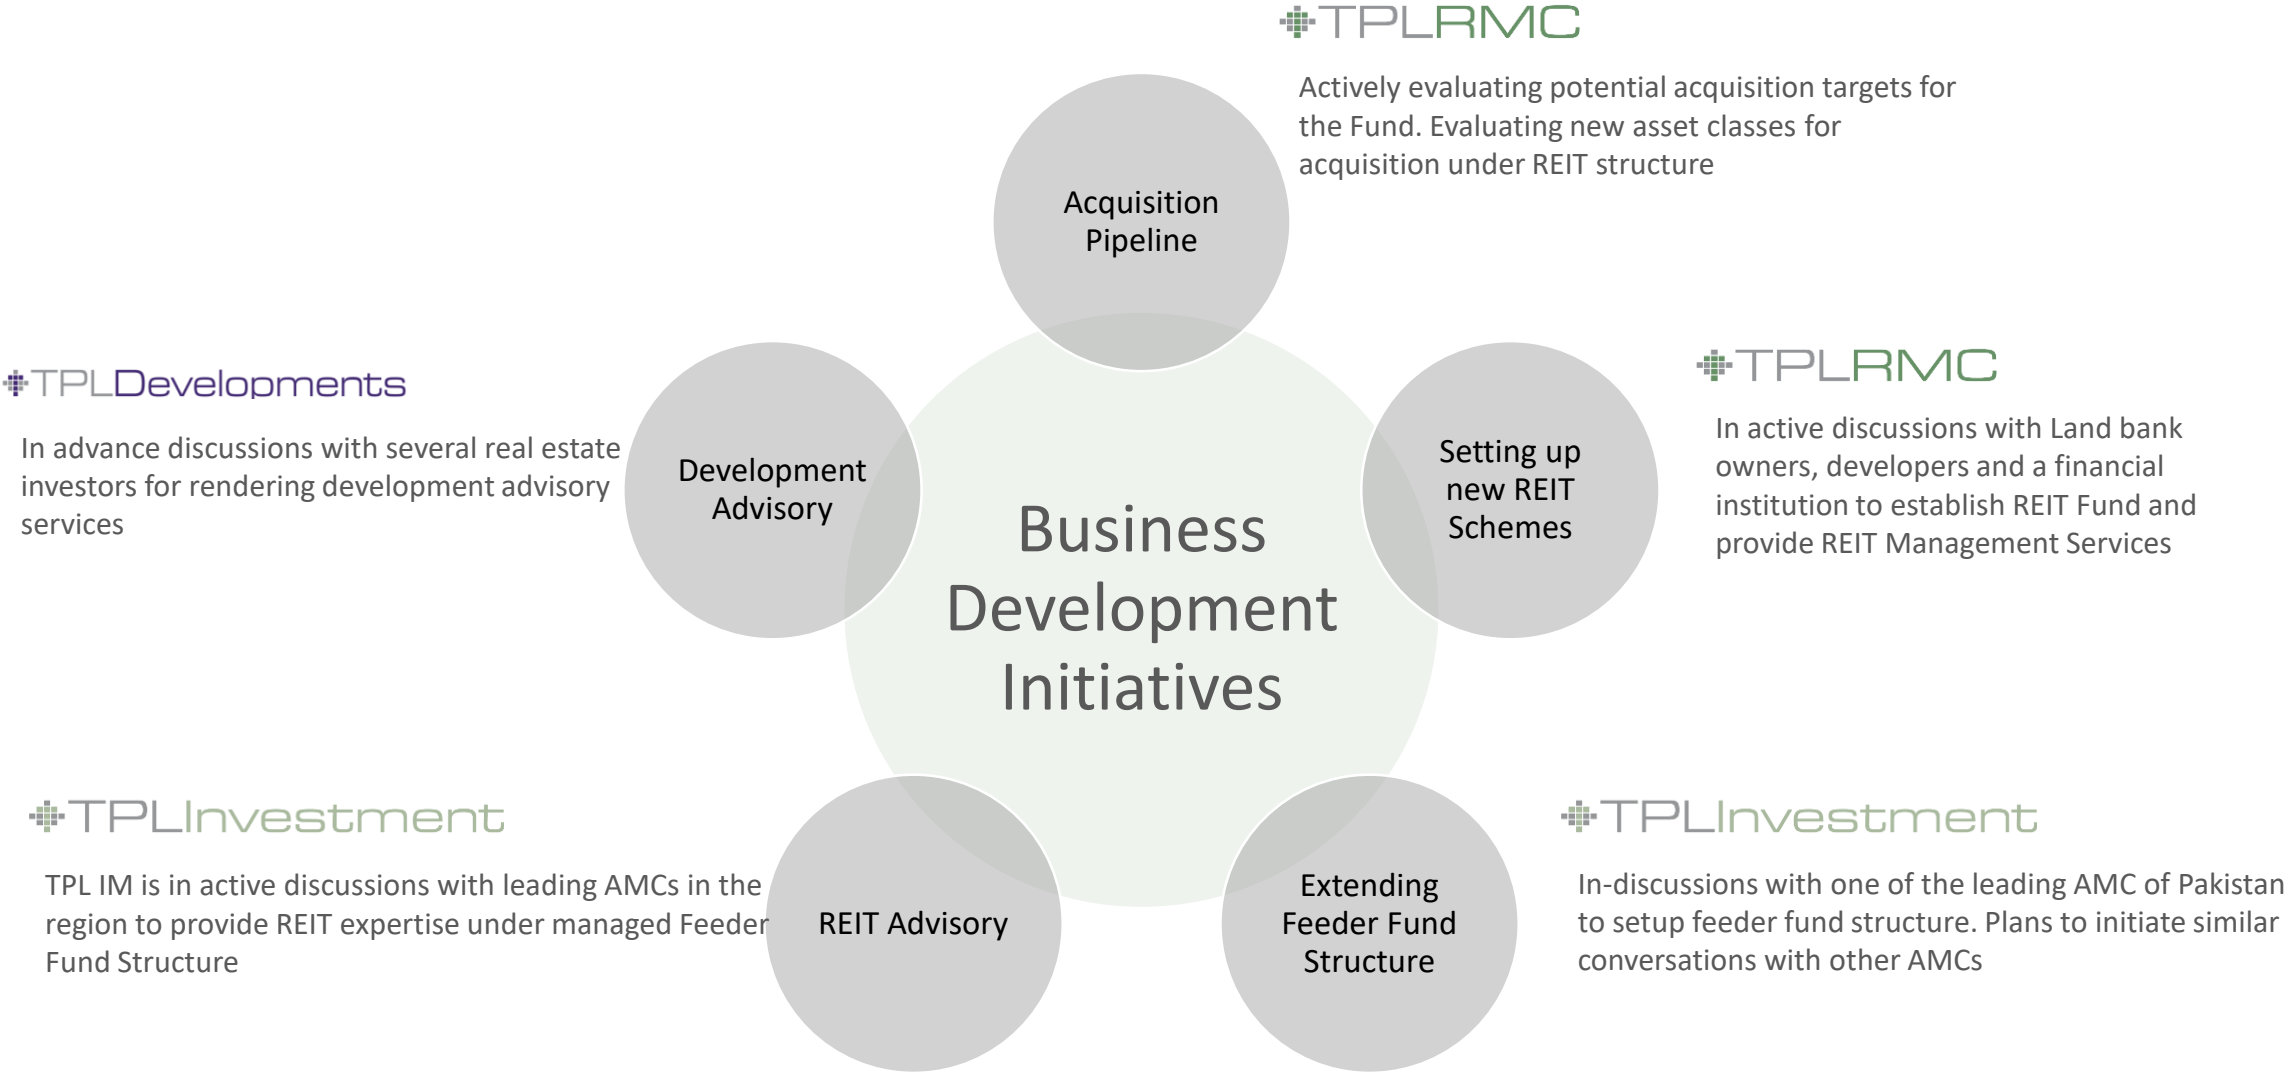 TPLRMC
Actively evaluating potential acquisition targets for
the Fund. Evaluating new asset classes for
acquisition under REIT structure
Acquisition
Pipeline
TPLDevelopments
In advance discussions with several real estate
investors for rendering development advisory
services
Development
Advisory
Setting up
new REIT
Schemes
TPLRMC
In active discussions with Land bank
owners, developers and a financial
institution to establish REIT Fund and
provide REIT Management Services
Business
Development
Initiatives
TPLInvestment
TPL IM is in active discussions with leading AMCs in the
region to provide REIT expertise under managed Feeder
Fund Structure
REIT Advisory
Extending
Feeder Fund
Structure
TPLInvestment
In-discussions with one of the leading AMC of Pakistan
to setup feeder fund structure. Plans to initiate similar
conversations with other AMCs